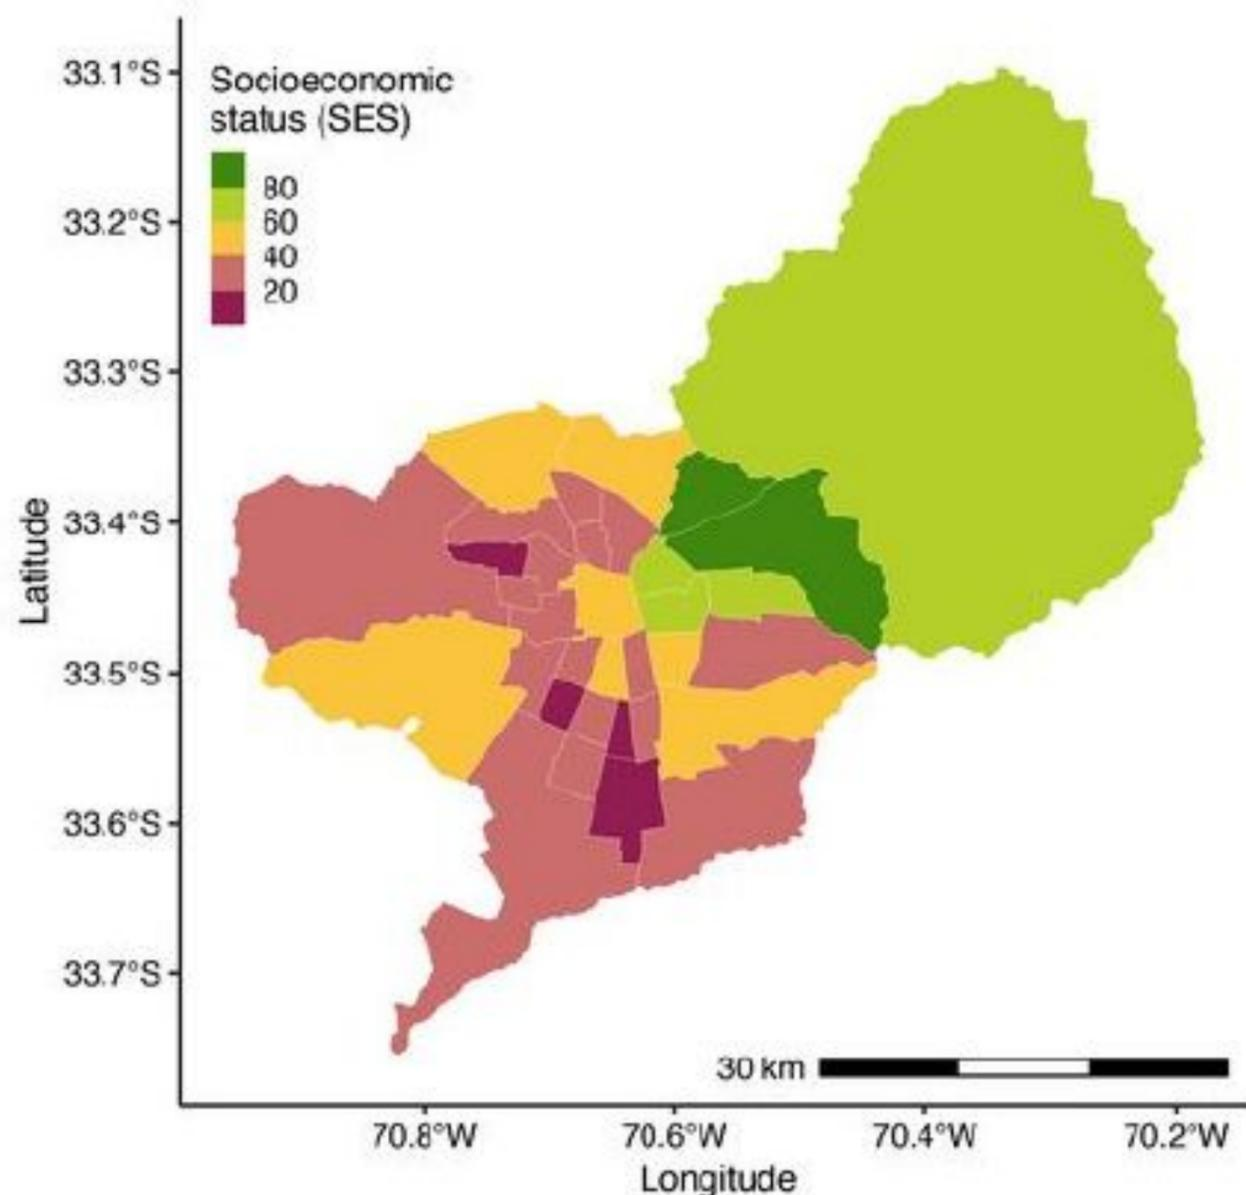 Socioeconomic
status (SES)
80
60
40
20
33.1°S
33.2°S
33.3°S
33.4°S
33.5°S
33.6°S
33.7°S
Latitude
30 km
70.8°W 70.6°W 70.4°W 70.2°W
Longitude